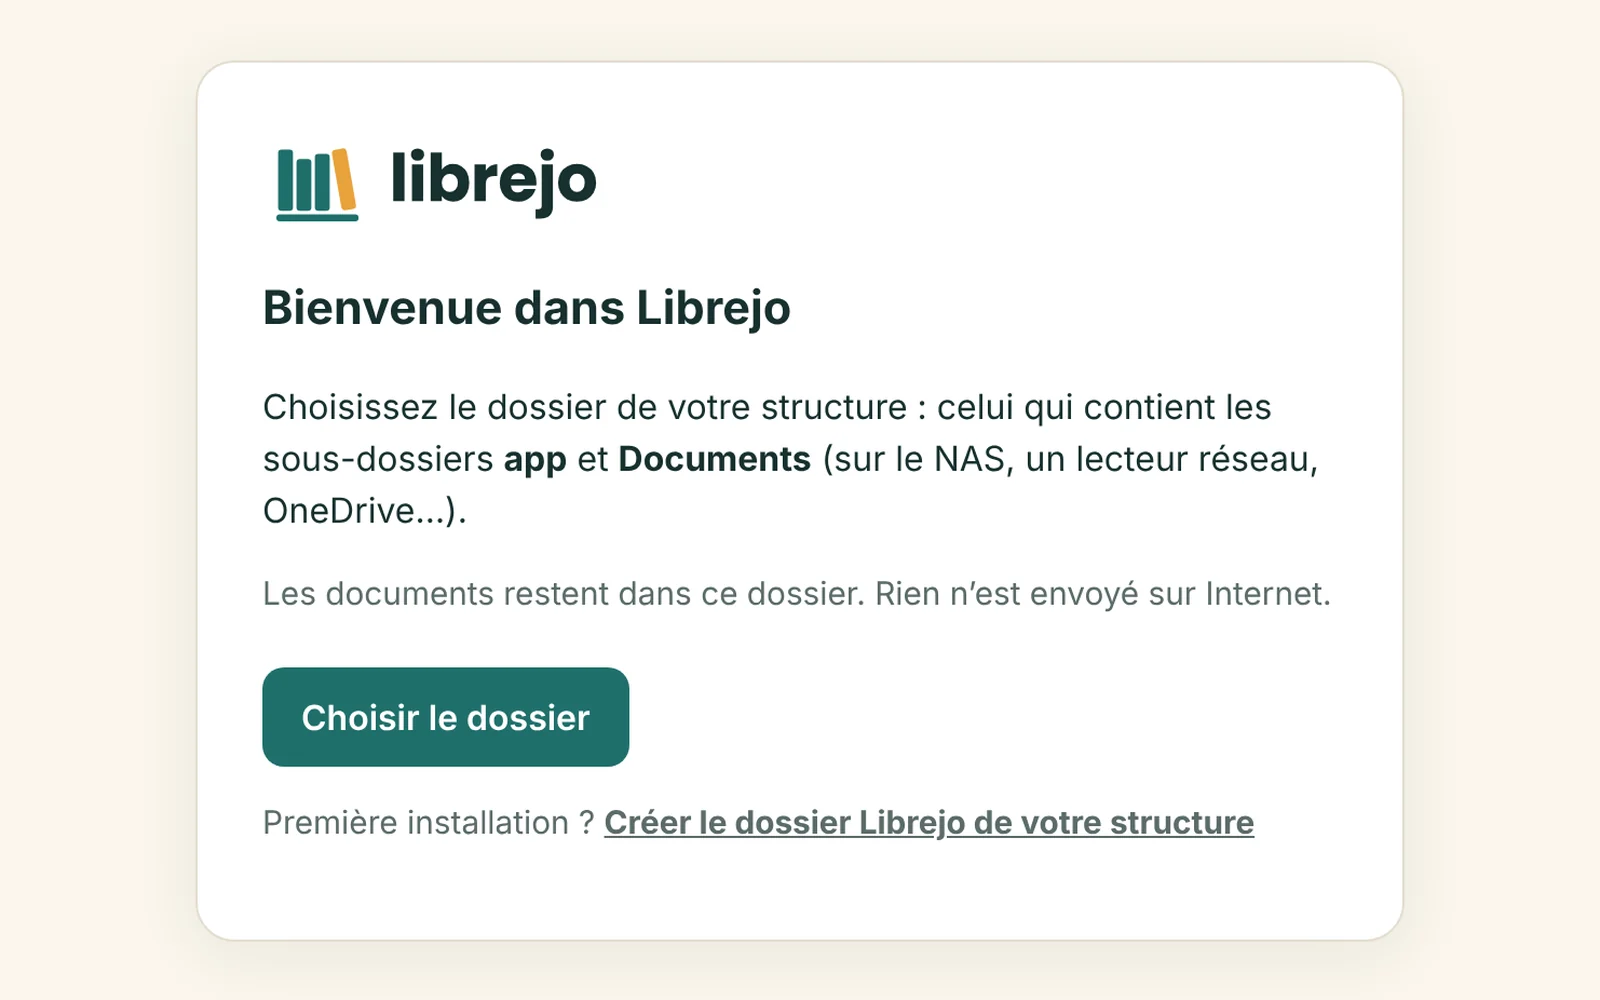 librejo
Bienvenue dans Librejo
Choisissez le dossier de votre structure : celui qui contient les
sous-dossiers app et Documents (sur le NAS, un lecteur réseau,
OneDrive…).
Les documents restent dans ce dossier. Rien n’est envoyé sur Internet.
Choisir le dossier
Première installation ? Créer le dossier Librejo de votre structure